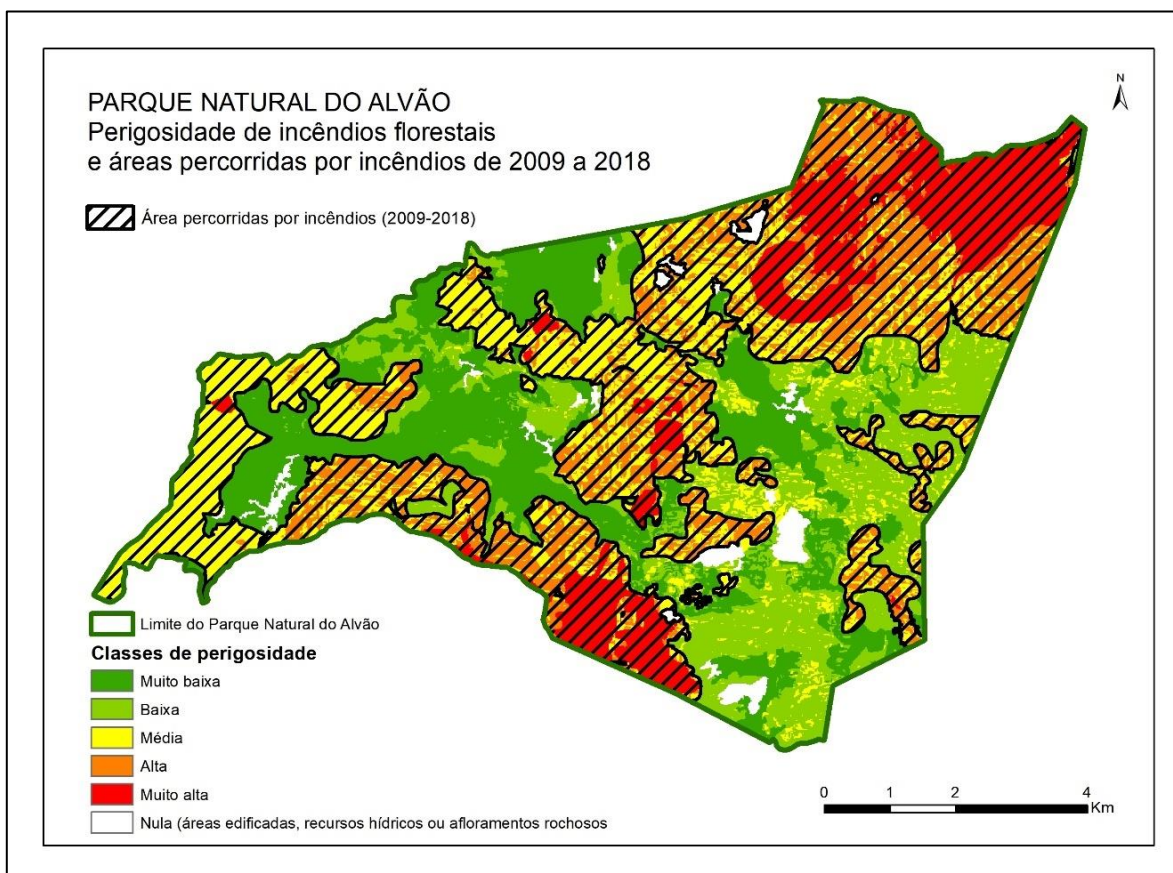 PARQUE NATURAL DO ALVÃO
Perigosidade de incêndios florestais
e áreas percorridas por incêndios de 2009 a 2018
Área percorridas por incêndios (2009-2018)
N
Limite do Parque Natural do Alvão
Classes de perigosidade
Muito baixa
Baixa
Média
Alta
Muito alta
Nula (áreas edificadas, recursos hídricos ou afloramentos rochosos
0 1 2 4
Km